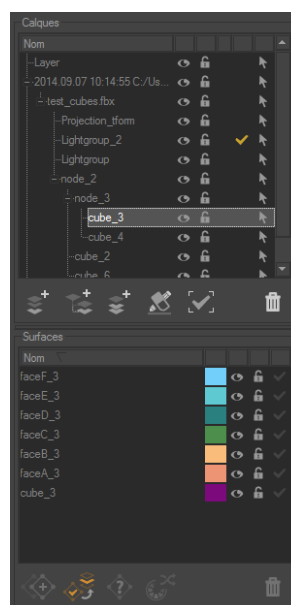 Calques
Nom
Layer
2014.09.07 10:14:55 C:/Us...
test_cubes.fbx
Projection_tform
Lightgroup_2
Lightgroup
node_2
node_3
cube_3
cube_4
cube_2
cube_6
Surfaces
Nom
faceF_3
faceE_3
faceD_3
faceC_3
faceB_3
faceA_3
cube_3